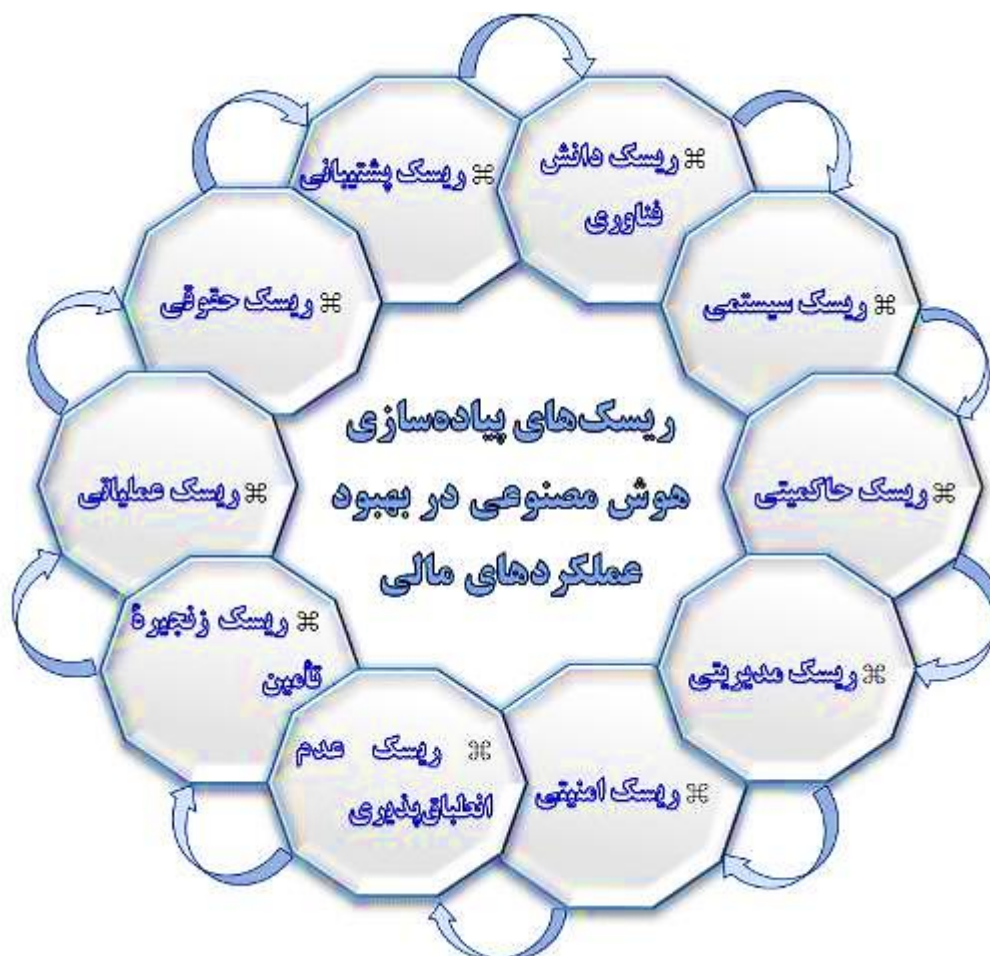 ریسک‌های پیاده‌سازی
هوش مصنوعی در بهبود
عملکردهای مالی
⌘ ریسک دانش
فناوری
⌘ ریسک سیستمی
⌘ ریسک حاکمیتی
⌘ ریسک مدیریتی
⌘ ریسک امنیتی
⌘ ریسک عدم
انطباق‌پذیری
⌘ ریسک زنجیرۀ
تأمین
⌘ ریسک عملیاتی
⌘ ریسک حقوقی
⌘ ریسک پشتیبانی